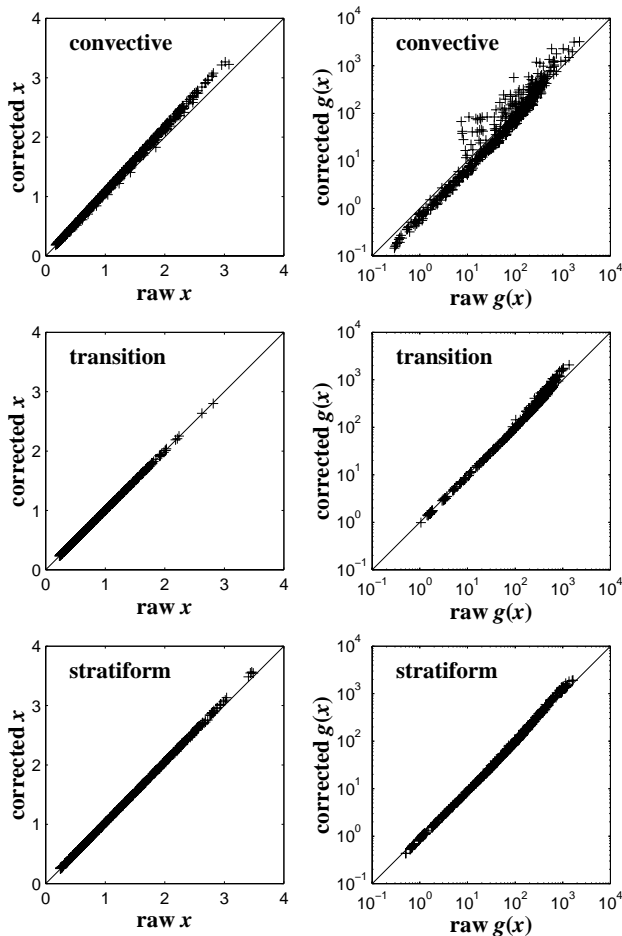 convective
corrected x
4
3
2
1
0
0 1 2 3 4
raw x
convective
corrected g(x)
10^4
10^3
10^2
10^1
10^0
10^−1
10^−1 10^0 10^1 10^2 10^3 10^4
raw g(x)
transition
corrected x
4
3
2
1
0
0 1 2 3 4
raw x
transition
corrected g(x)
10^4
10^3
10^2
10^1
10^0
10^−1
10^−1 10^0 10^1 10^2 10^3 10^4
raw g(x)
stratiform
corrected x
4
3
2
1
0
0 1 2 3 4
raw x
stratiform
corrected g(x)
10^4
10^3
10^2
10^1
10^0
10^−1
10^−1 10^0 10^1 10^2 10^3 10^4
raw g(x)